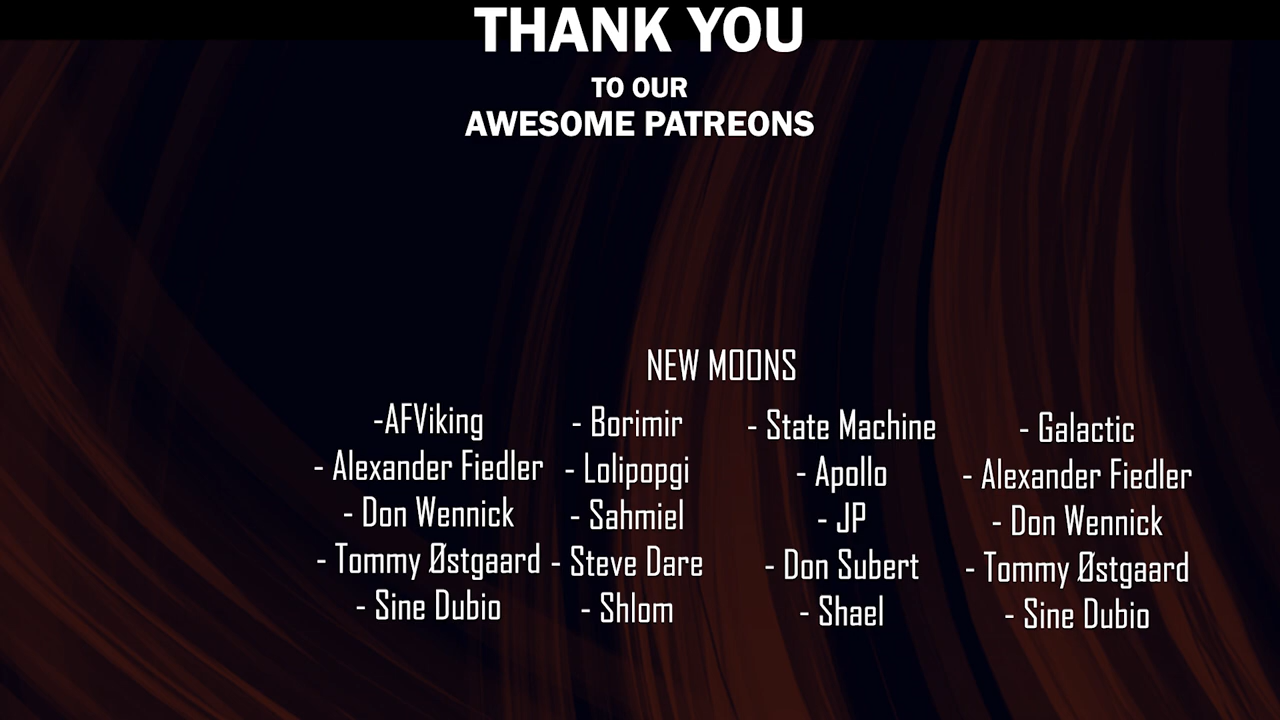 THANK YOU
TO OUR
AWESOME PATREONS
NEW MOONS
-AFViking
- Alexander Fiedler
- Don Wennick
- Tommy Østgaard
- Sine Dubio
- Borimir
- Lolipopgi
- Sahmiel
- Steve Dare
- Shlom
- State Machine
- Apollo
- JP
- Don Subert
- Shael
- Galactic
- Alexander Fiedler
- Don Wennick
- Tommy Østgaard
- Sine Dubio